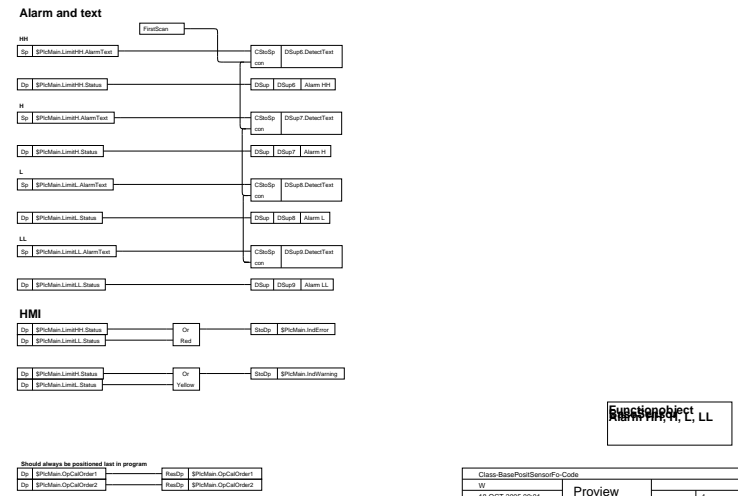 Alarm and text
FirstScan
HH
Sp $PlcMain.LimitHH.AlarmText
CStoSp DSup6.DetectText
con
Dp $PlcMain.LimitHH.Status
DSup DSup6 Alarm HH
H
Sp $PlcMain.LimitH.AlarmText
CStoSp DSup7.DetectText
con
Dp $PlcMain.LimitH.Status
DSup DSup7 Alarm H
L
Sp $PlcMain.LimitL.AlarmText
CStoSp DSup8.DetectText
con
Dp $PlcMain.LimitL.Status
DSup DSup8 Alarm L
LL
Sp $PlcMain.LimitLL.AlarmText
CStoSp DSup9.DetectText
con
Dp $PlcMain.LimitLL.Status
DSup DSup9 Alarm LL
HMI
Dp $PlcMain.LimitHH.Status Or StoDp $PlcMain.IndError
Dp $PlcMain.LimitLL.Status Red
Dp $PlcMain.LimitH.Status Or StoDp $PlcMain.IndWarning
Dp $PlcMain.LimitL.Status Yellow
Functionobject
BaseSensor
Alarm HH, H, L, LL
Should always be positioned last in program
Dp $PlcMain.OpCalOrder1 ResDp $PlcMain.OpCalOrder1
Dp $PlcMain.OpCalOrder2 ResDp $PlcMain.OpCalOrder2
Class-BasePositSensorFo-Code
W
Proview